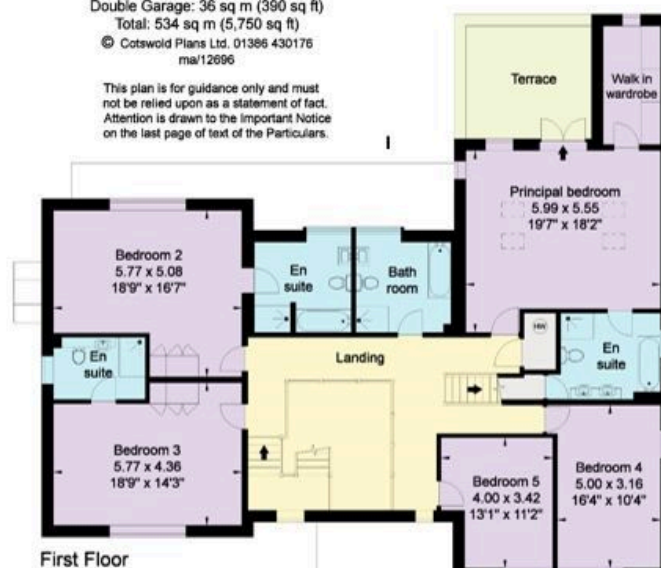 Double Garage: 36 sq m (390 sq ft)
Total: 534 sq m (5,750 sq ft)
© Cotswold Plans Ltd. 01386 430176
ma/12696
This plan is for guidance only and must
not be relied upon as a statement of fact.
Attention is drawn to the Important Notice
on the last page of text of the Particulars.
Terrace
Walk in
wardrobe
Principal bedroom
5.99 x 5.55
19'7" x 18'2"
Bedroom 2
5.77 x 5.08
18'9" x 16'7"
En
suite
Bath
room
HW
En
suite
Landing
En
suite
Bedroom 3
5.77 x 4.36
18'9" x 14'3"
Bedroom 5
4.00 x 3.42
13'1" x 11'2"
Bedroom 4
5.00 x 3.16
16'4" x 10'4"
First Floor